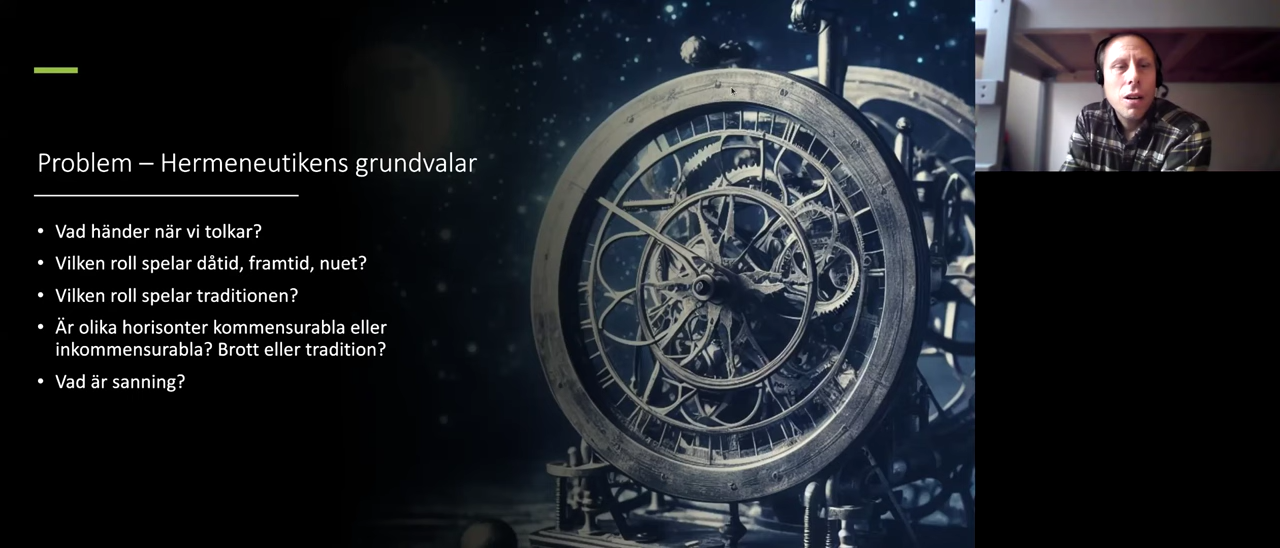 Problem – Hermeneutikens grundvalar
• Vad händer när vi tolkar?
• Vilken roll spelar dåtid, framtid, nuet?
• Vilken roll spelar traditionen?
• Är olika horisonter kommensurabla eller
inkommensurabla? Brott eller tradition?
• Vad är sanning?